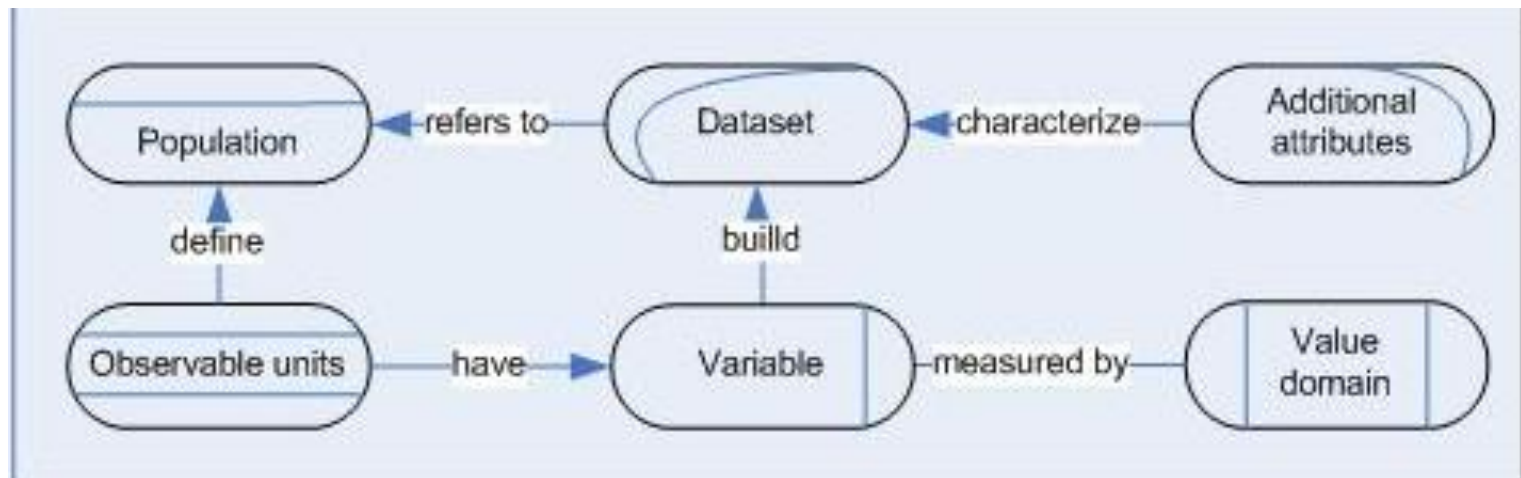 Population
refers to
Dataset
characterize
Additional
attributes
define
builld
Observable units
have
Variable
measured by
Value
domain